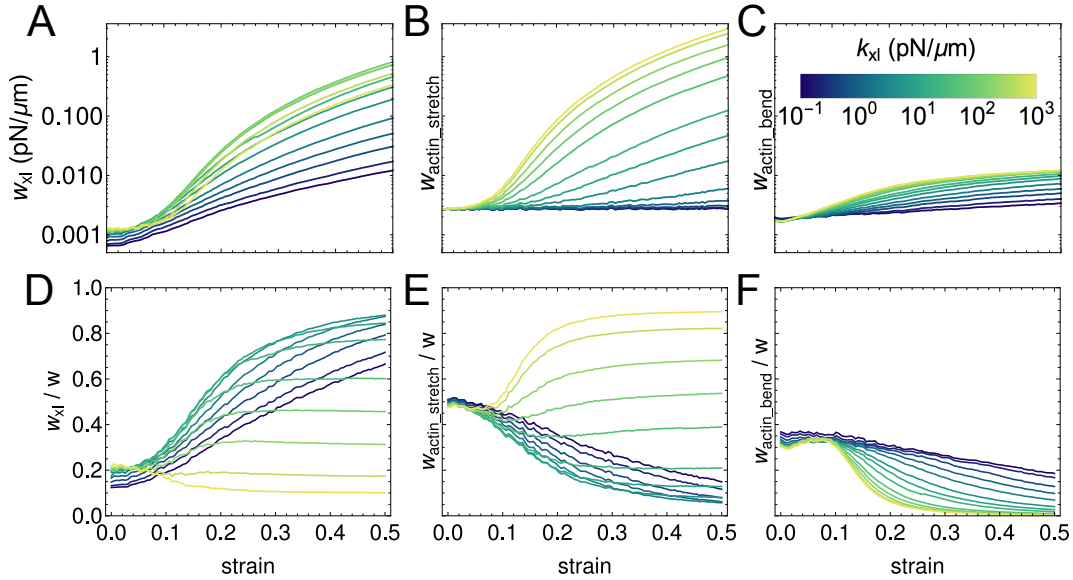 A
B
C
w_xl (pN/μm)
1
0.100
0.010
0.001
w_actin_stretch
w_actin_bend
k_xl (pN/μm)
10^−1 10^0 10^1 10^2 10^3
D
E
F
w_xl / w
1.0
0.8
0.6
0.4
0.2
0.0
w_actin_stretch / w
w_actin_bend / w
0.0 0.1 0.2 0.3 0.4 0.5
0.0 0.1 0.2 0.3 0.4 0.5
0.0 0.1 0.2 0.3 0.4 0.5
strain
strain
strain